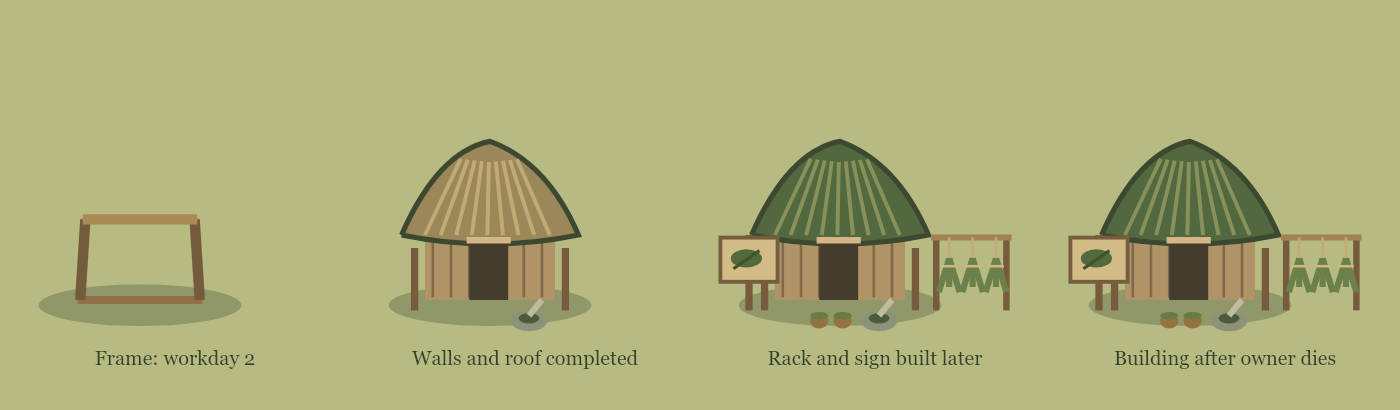 Frame: workday 2
Walls and roof completed
Rack and sign built later
Building after owner dies